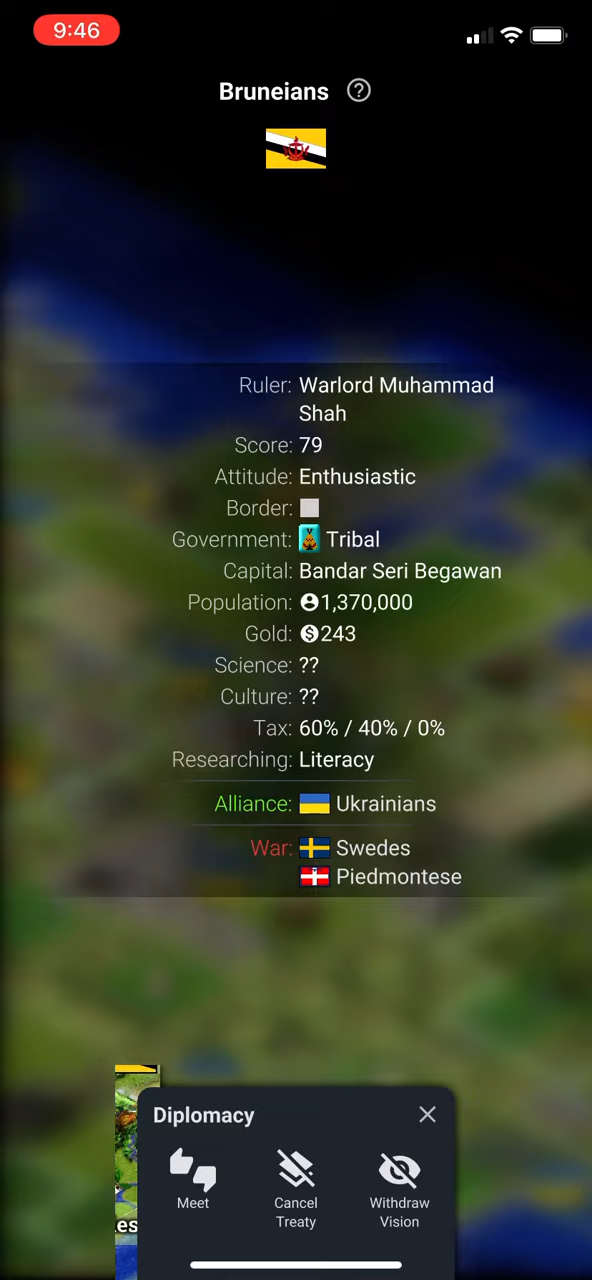 9:46
Bruneians
Ruler: Warlord Muhammad
Shah
Score: 79
Attitude: Enthusiastic
Border:
Government: Tribal
Capital: Bandar Seri Begawan
Population: 1,370,000
Gold: 243
Science: ??
Culture: ??
Tax: 60% / 40% / 0%
Researching: Literacy
Alliance: Ukrainians
War: Swedes
Piedmontese
Diplomacy
Meet
Cancel
Treaty
Withdraw
Vision